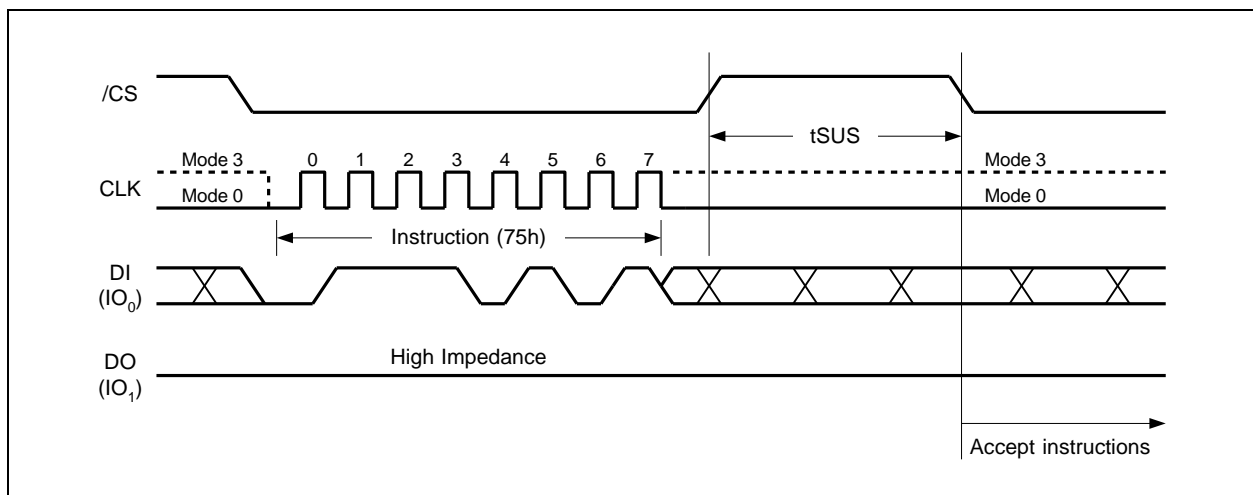 /CS
tSUS
Mode 3
0 1 2 3 4 5 6 7
Mode 3
CLK
Mode 0
Mode 0
Instruction (75h)
DI
(IO₀)
High Impedance
DO
(IO₁)
Accept instructions